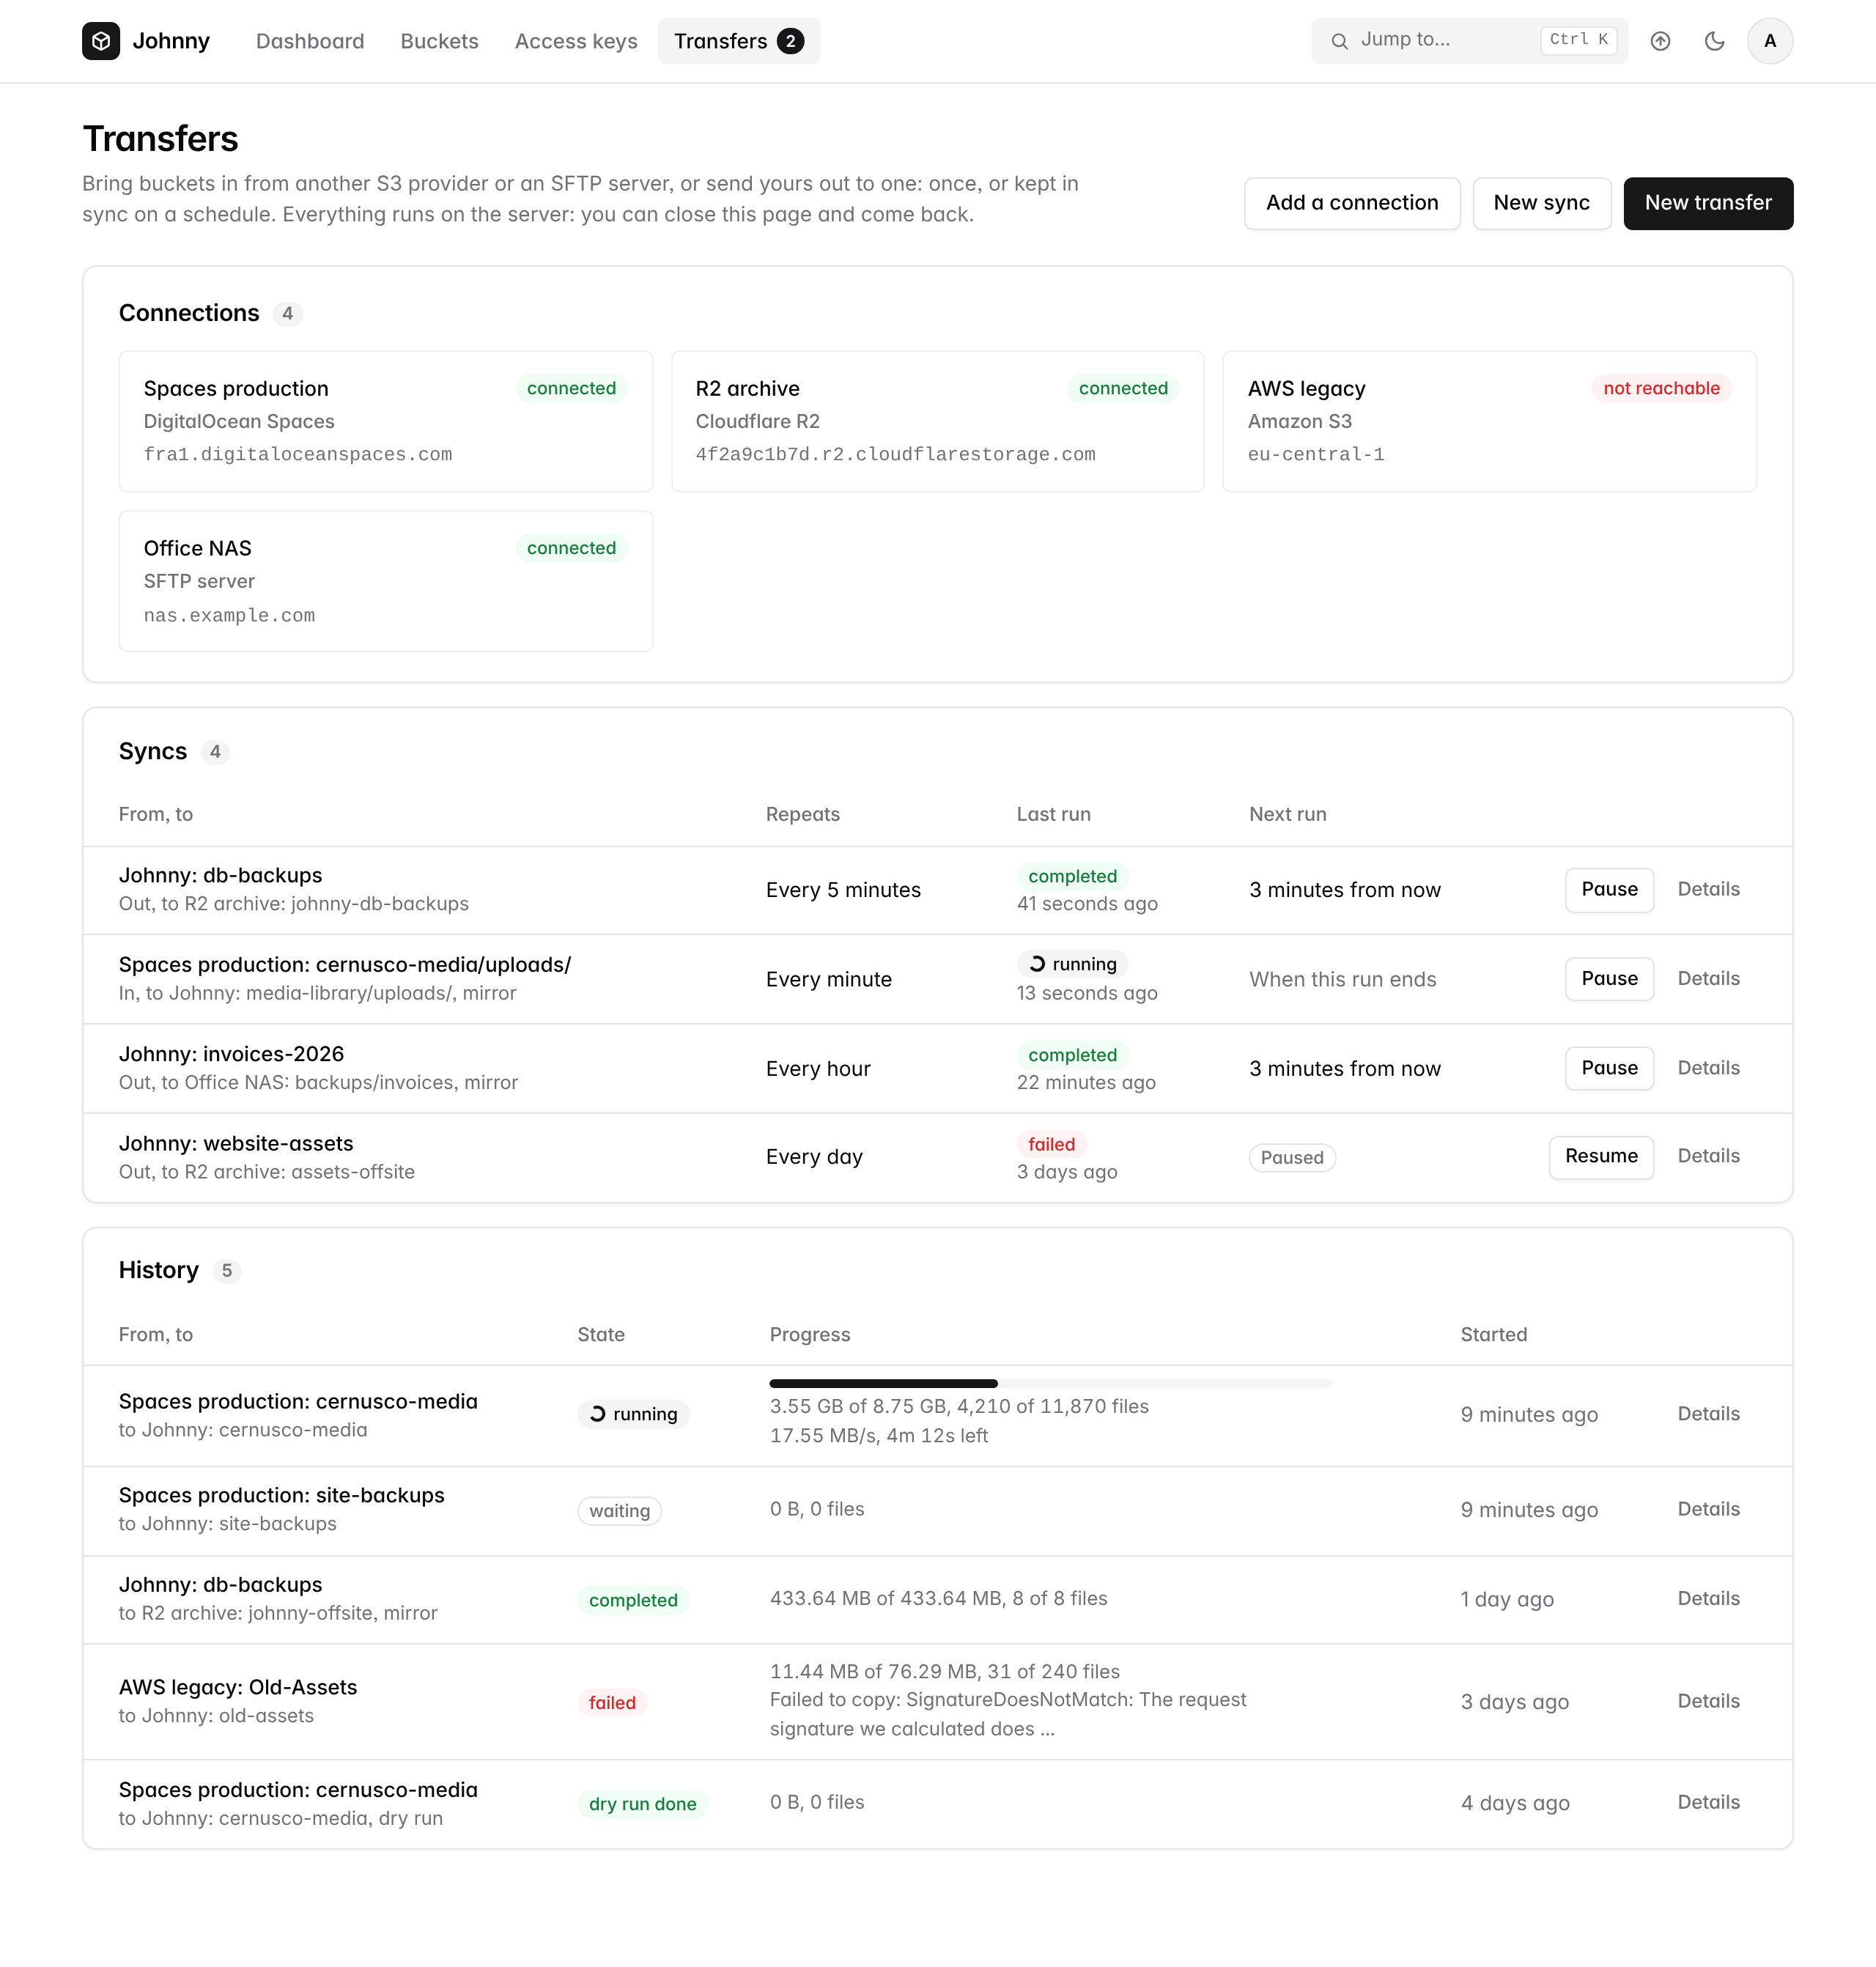 Johnny Dashboard Buckets Access keys Transfers 2 Jump to... Ctrl K A
Transfers
Bring buckets in from another S3 provider or an SFTP server, or send yours out to one: once, or kept in
sync on a schedule. Everything runs on the server: you can close this page and come back.
Add a connection New sync New transfer
Connections 4
Spaces production connected
DigitalOcean Spaces
fra1.digitaloceanspaces.com
R2 archive connected
Cloudflare R2
4f2a9c1b7d.r2.cloudflarestorage.com
AWS legacy not reachable
Amazon S3
eu-central-1
Office NAS connected
SFTP server
nas.example.com
Syncs 4
From, to Repeats Last run Next run
Johnny: db-backups
Out, to R2 archive: johnny-db-backups
Every 5 minutes
completed
41 seconds ago
3 minutes from now
Pause Details
Spaces production: cernusco-media/uploads/
In, to Johnny: media-library/uploads/, mirror
Every minute
running
13 seconds ago
When this run ends
Pause Details
Johnny: invoices-2026
Out, to Office NAS: backups/invoices, mirror
Every hour
completed
22 minutes ago
3 minutes from now
Pause Details
Johnny: website-assets
Out, to R2 archive: assets-offsite
Every day
failed
3 days ago
Paused
Resume Details
History 5
From, to State Progress Started
Spaces production: cernusco-media
to Johnny: cernusco-media
running
3.55 GB of 8.75 GB, 4,210 of 11,870 files
17.55 MB/s, 4m 12s left
9 minutes ago
Details
Spaces production: site-backups
to Johnny: site-backups
waiting
0 B, 0 files
9 minutes ago
Details
Johnny: db-backups
to R2 archive: johnny-offsite, mirror
completed
433.64 MB of 433.64 MB, 8 of 8 files
1 day ago
Details
AWS legacy: Old-Assets
to Johnny: old-assets
failed
11.44 MB of 76.29 MB, 31 of 240 files
Failed to copy: SignatureDoesNotMatch: The request
signature we calculated does ...
3 days ago
Details
Spaces production: cernusco-media
to Johnny: cernusco-media, dry run
dry run done
0 B, 0 files
4 days ago
Details